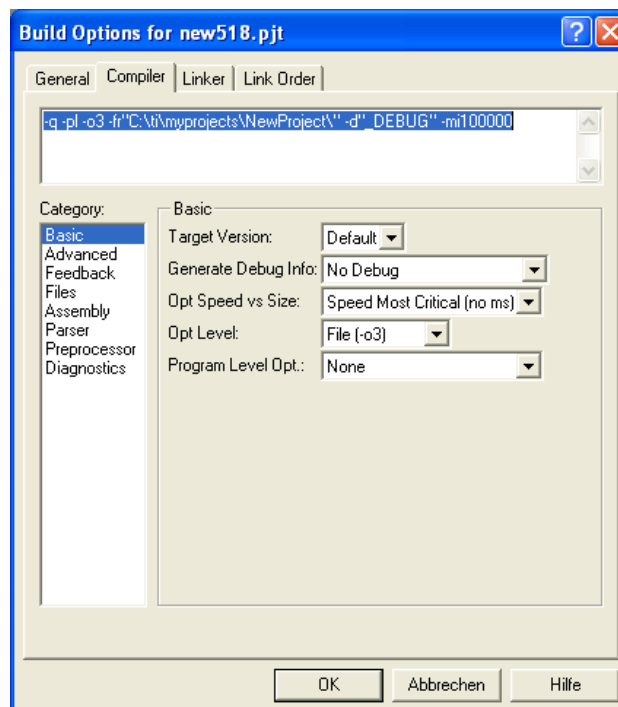 Build Options for new518.pjt
General Compiler Linker Link Order
-q -pl -o3 -fr"C:\ti\myprojects\NewProject\" -d"_DEBUG" -mi100000
Category:
Basic
Advanced
Feedback
Files
Assembly
Parser
Preprocessor
Diagnostics
Basic
Target Version: Default
Generate Debug Info: No Debug
Opt Speed vs Size: Speed Most Critical (no ms)
Opt Level: File (-o3)
Program Level Opt.: None
OK Abbrechen Hilfe